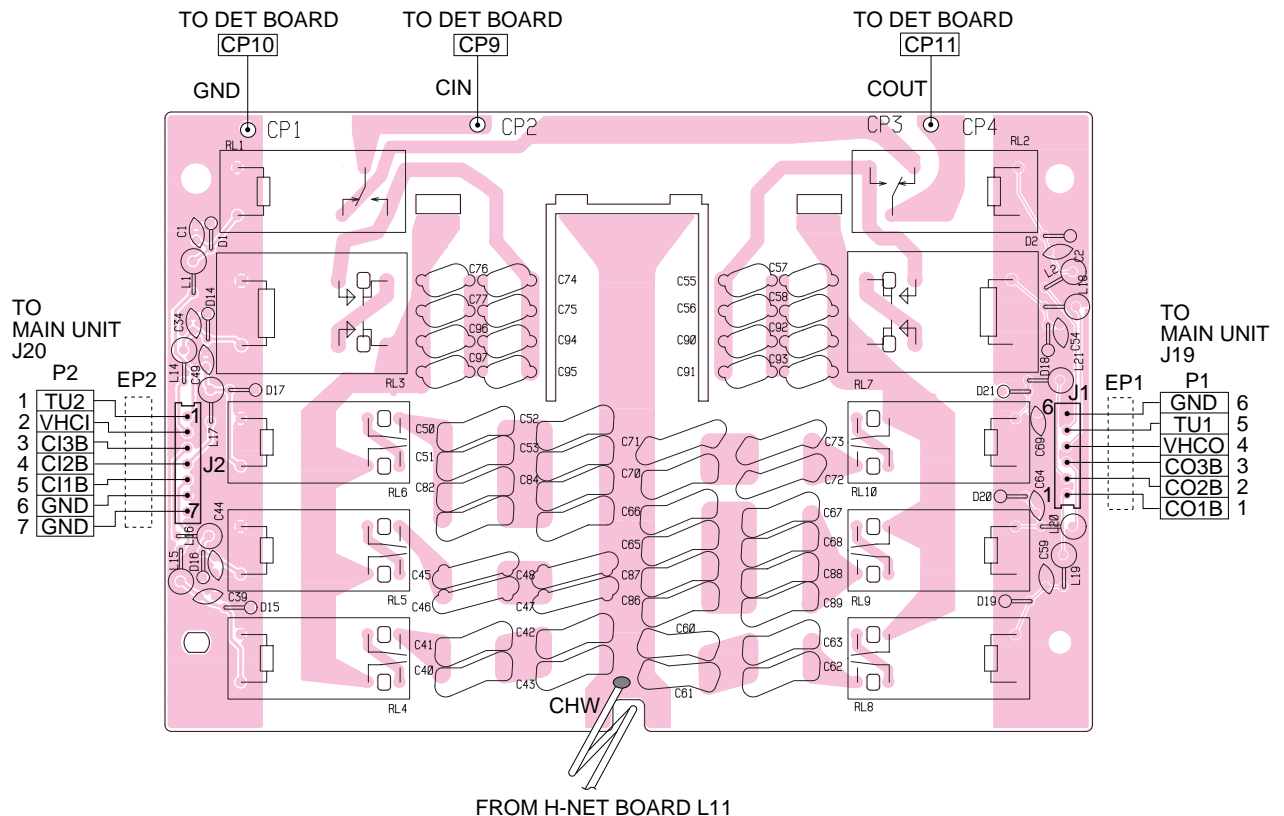 TO DET BOARD
CP10
GND
TO DET BOARD
CP9
CIN
TO DET BOARD
CP11
COUT
CP1
CP2
CP3
CP4
RL1
RL2
C1
D1
L1
D14
C34
L14
C49
D17
L17
RL3
C76
C77
C96
C97
C74
C75
C94
C95
C55
C56
C90
C91
C57
C58
C92
C93
D2
C2
L2
L18
C54
D18
L21
RL7
D21
TO
MAIN UNIT
J20
P2
EP2
1 TU2
2 VHCI
3 CI3B
4 CI2B
5 CI1B
6 GND
7 GND
1
J2
7
TO
MAIN UNIT
J19
P1
EP1
GND 6
TU1 5
VHCO 4
CO3B 3
CO2B 2
CO1B 1
J1
6
1
RL6
C50
C51
C82
C52
C53
C84
C71
C70
C66
C65
C87
C86
C73
C72
C67
C68
C88
C89
RL10
C69
C64
D20
L20
C59
L19
D19
RL9
C44
L16
L15
D16
C39
D15
RL5
C45
C46
C48
C47
C41
C40
C42
C43
C60
C61
C63
C62
RL4
RL8
CHW
FROM H-NET BOARD L11